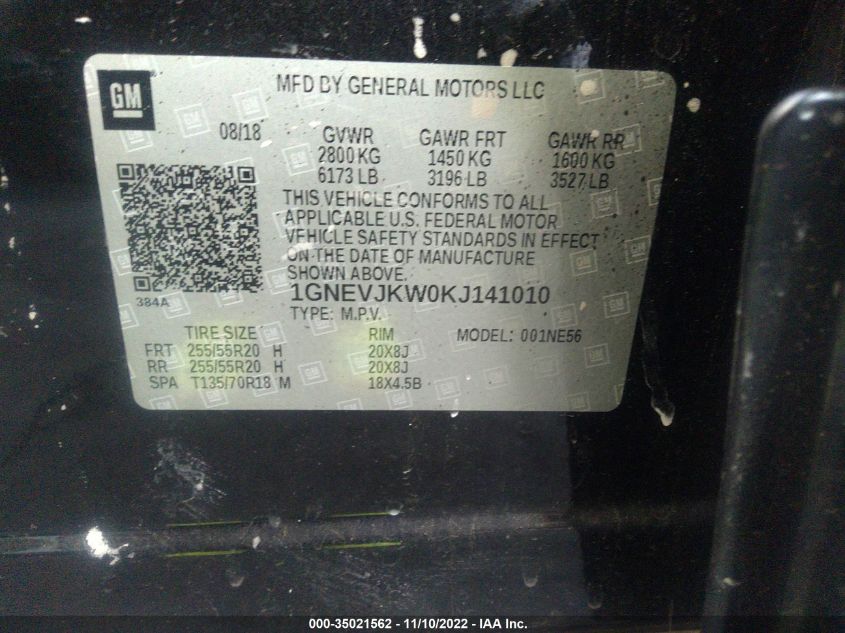 GM
MFD BY GENERAL MOTORS LLC
08/18 GVWR GAWR FRT GAWR RR
2800 KG 1450 KG 1600 KG
6173 LB 3196 LB 3527 LB
THIS VEHICLE CONFORMS TO ALL
APPLICABLE U.S. FEDERAL MOTOR
VEHICLE SAFETY STANDARDS IN EFFECT
ON THE DATE OF MANUFACTURE
SHOWN ABOVE.
384A
1GNEVJKW0KJ141010
TYPE: M.P.V.
TIRE SIZE RIM MODEL: 001NE56
FRT 255/55R20 H 20X8J
RR 255/55R20 H 20X8J
SPA T135/70R18 M 18X4.5B
000-35021562 - 11/10/2022 - IAA Inc.